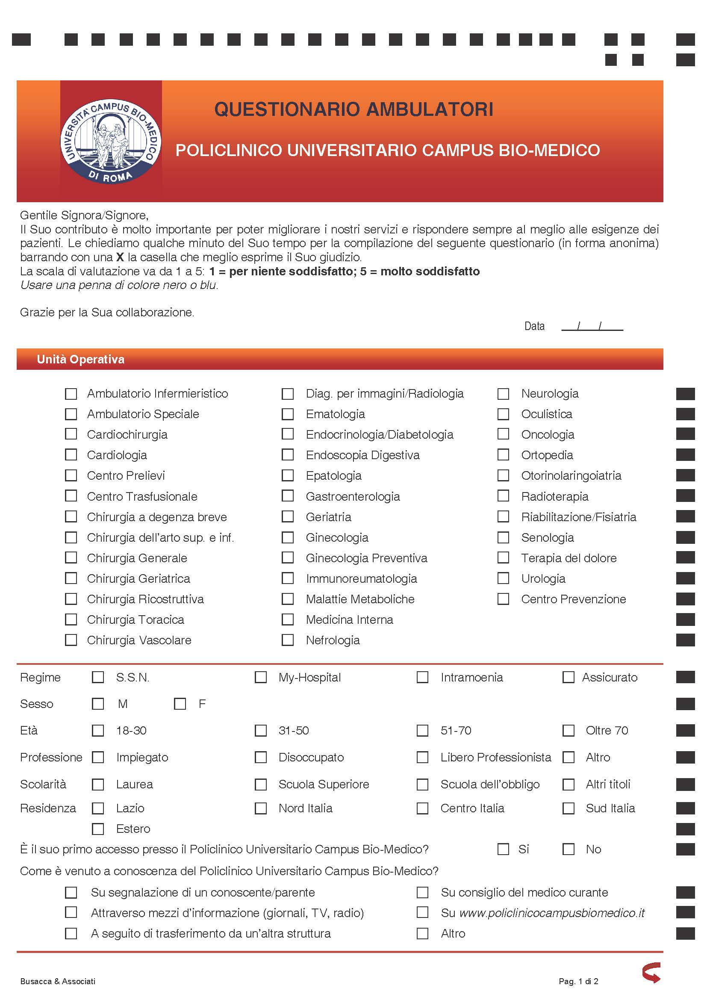 UNIVERSITÀ CAMPUS BIO-MEDICO
DI ROMA
QUESTIONARIO AMBULATORI
POLICLINICO UNIVERSITARIO CAMPUS BIO-MEDICO
Gentile Signora/Signore,
Il Suo contributo è molto importante per poter migliorare i nostri servizi e rispondere sempre al meglio alle esigenze dei
pazienti. Le chiediamo qualche minuto del Suo tempo per la compilazione del seguente questionario (in forma anonima)
barrando con una X la casella che meglio esprime il Suo giudizio.
La scala di valutazione va da 1 a 5: 1 = per niente soddisfatto; 5 = molto soddisfatto
Usare una penna di colore nero o blu.
Grazie per la Sua collaborazione.
Data __/__/__
Unità Operativa
Ambulatorio Infermieristico Diag. per immagini/Radiologia Neurologia
Ambulatorio Speciale Ematologia Oculistica
Cardiochirurgia Endocrinologia/Diabetologia Oncologia
Cardiologia Endoscopia Digestiva Ortopedia
Centro Prelievi Epatologia Otorinolaringoiatria
Centro Trasfusionale Gastroenterologia Radioterapia
Chirurgia a degenza breve Geriatria Riabilitazione/Fisiatria
Chirurgia dell'arto sup. e inf. Ginecologia Senologia
Chirurgia Generale Ginecologia Preventiva Terapia del dolore
Chirurgia Geriatrica Immunoreumatologia Urologia
Chirurgia Ricostruttiva Malattie Metaboliche Centro Prevenzione
Chirurgia Toracica Medicina Interna
Chirurgia Vascolare Nefrologia
Regime S.S.N. My-Hospital Intramoenia Assicurato
Sesso M F
Età 18-30 31-50 51-70 Oltre 70
Professione Impiegato Disoccupato Libero Professionista Altro
Scolarità Laurea Scuola Superiore Scuola dell'obbligo Altri titoli
Residenza Lazio Nord Italia Centro Italia Sud Italia
Estero
È il suo primo accesso presso il Policlinico Universitario Campus Bio-Medico? Si No
Come è venuto a conoscenza del Policlinico Universitario Campus Bio-Medico?
Su segnalazione di un conoscente/parente Su consiglio del medico curante
Attraverso mezzi d'informazione (giornali, TV, radio) Su www.policlinicocampusbiomedico.it
A seguito di trasferimento da un'altra struttura Altro
Busacca & Associati Pag. 1 di 2